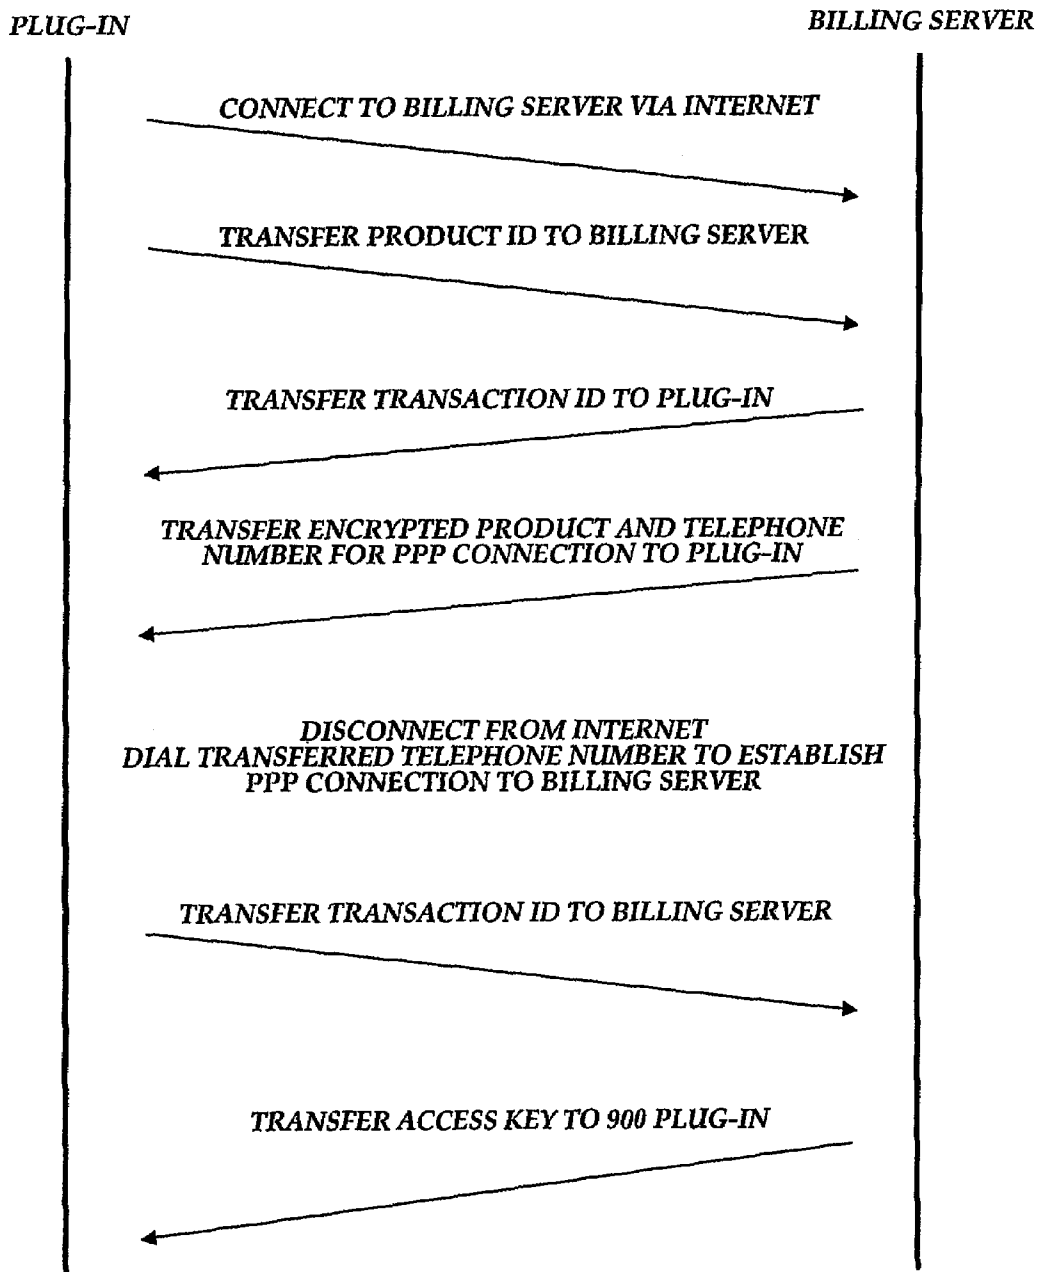 PLUG-IN
BILLING SERVER
CONNECT TO BILLING SERVER VIA INTERNET
TRANSFER PRODUCT ID TO BILLING SERVER
TRANSFER TRANSACTION ID TO PLUG-IN
TRANSFER ENCRYPTED PRODUCT AND TELEPHONE
NUMBER FOR PPP CONNECTION TO PLUG-IN
DISCONNECT FROM INTERNET
DIAL TRANSFERRED TELEPHONE NUMBER TO ESTABLISH
PPP CONNECTION TO BILLING SERVER
TRANSFER TRANSACTION ID TO BILLING SERVER
TRANSFER ACCESS KEY TO 900 PLUG-IN